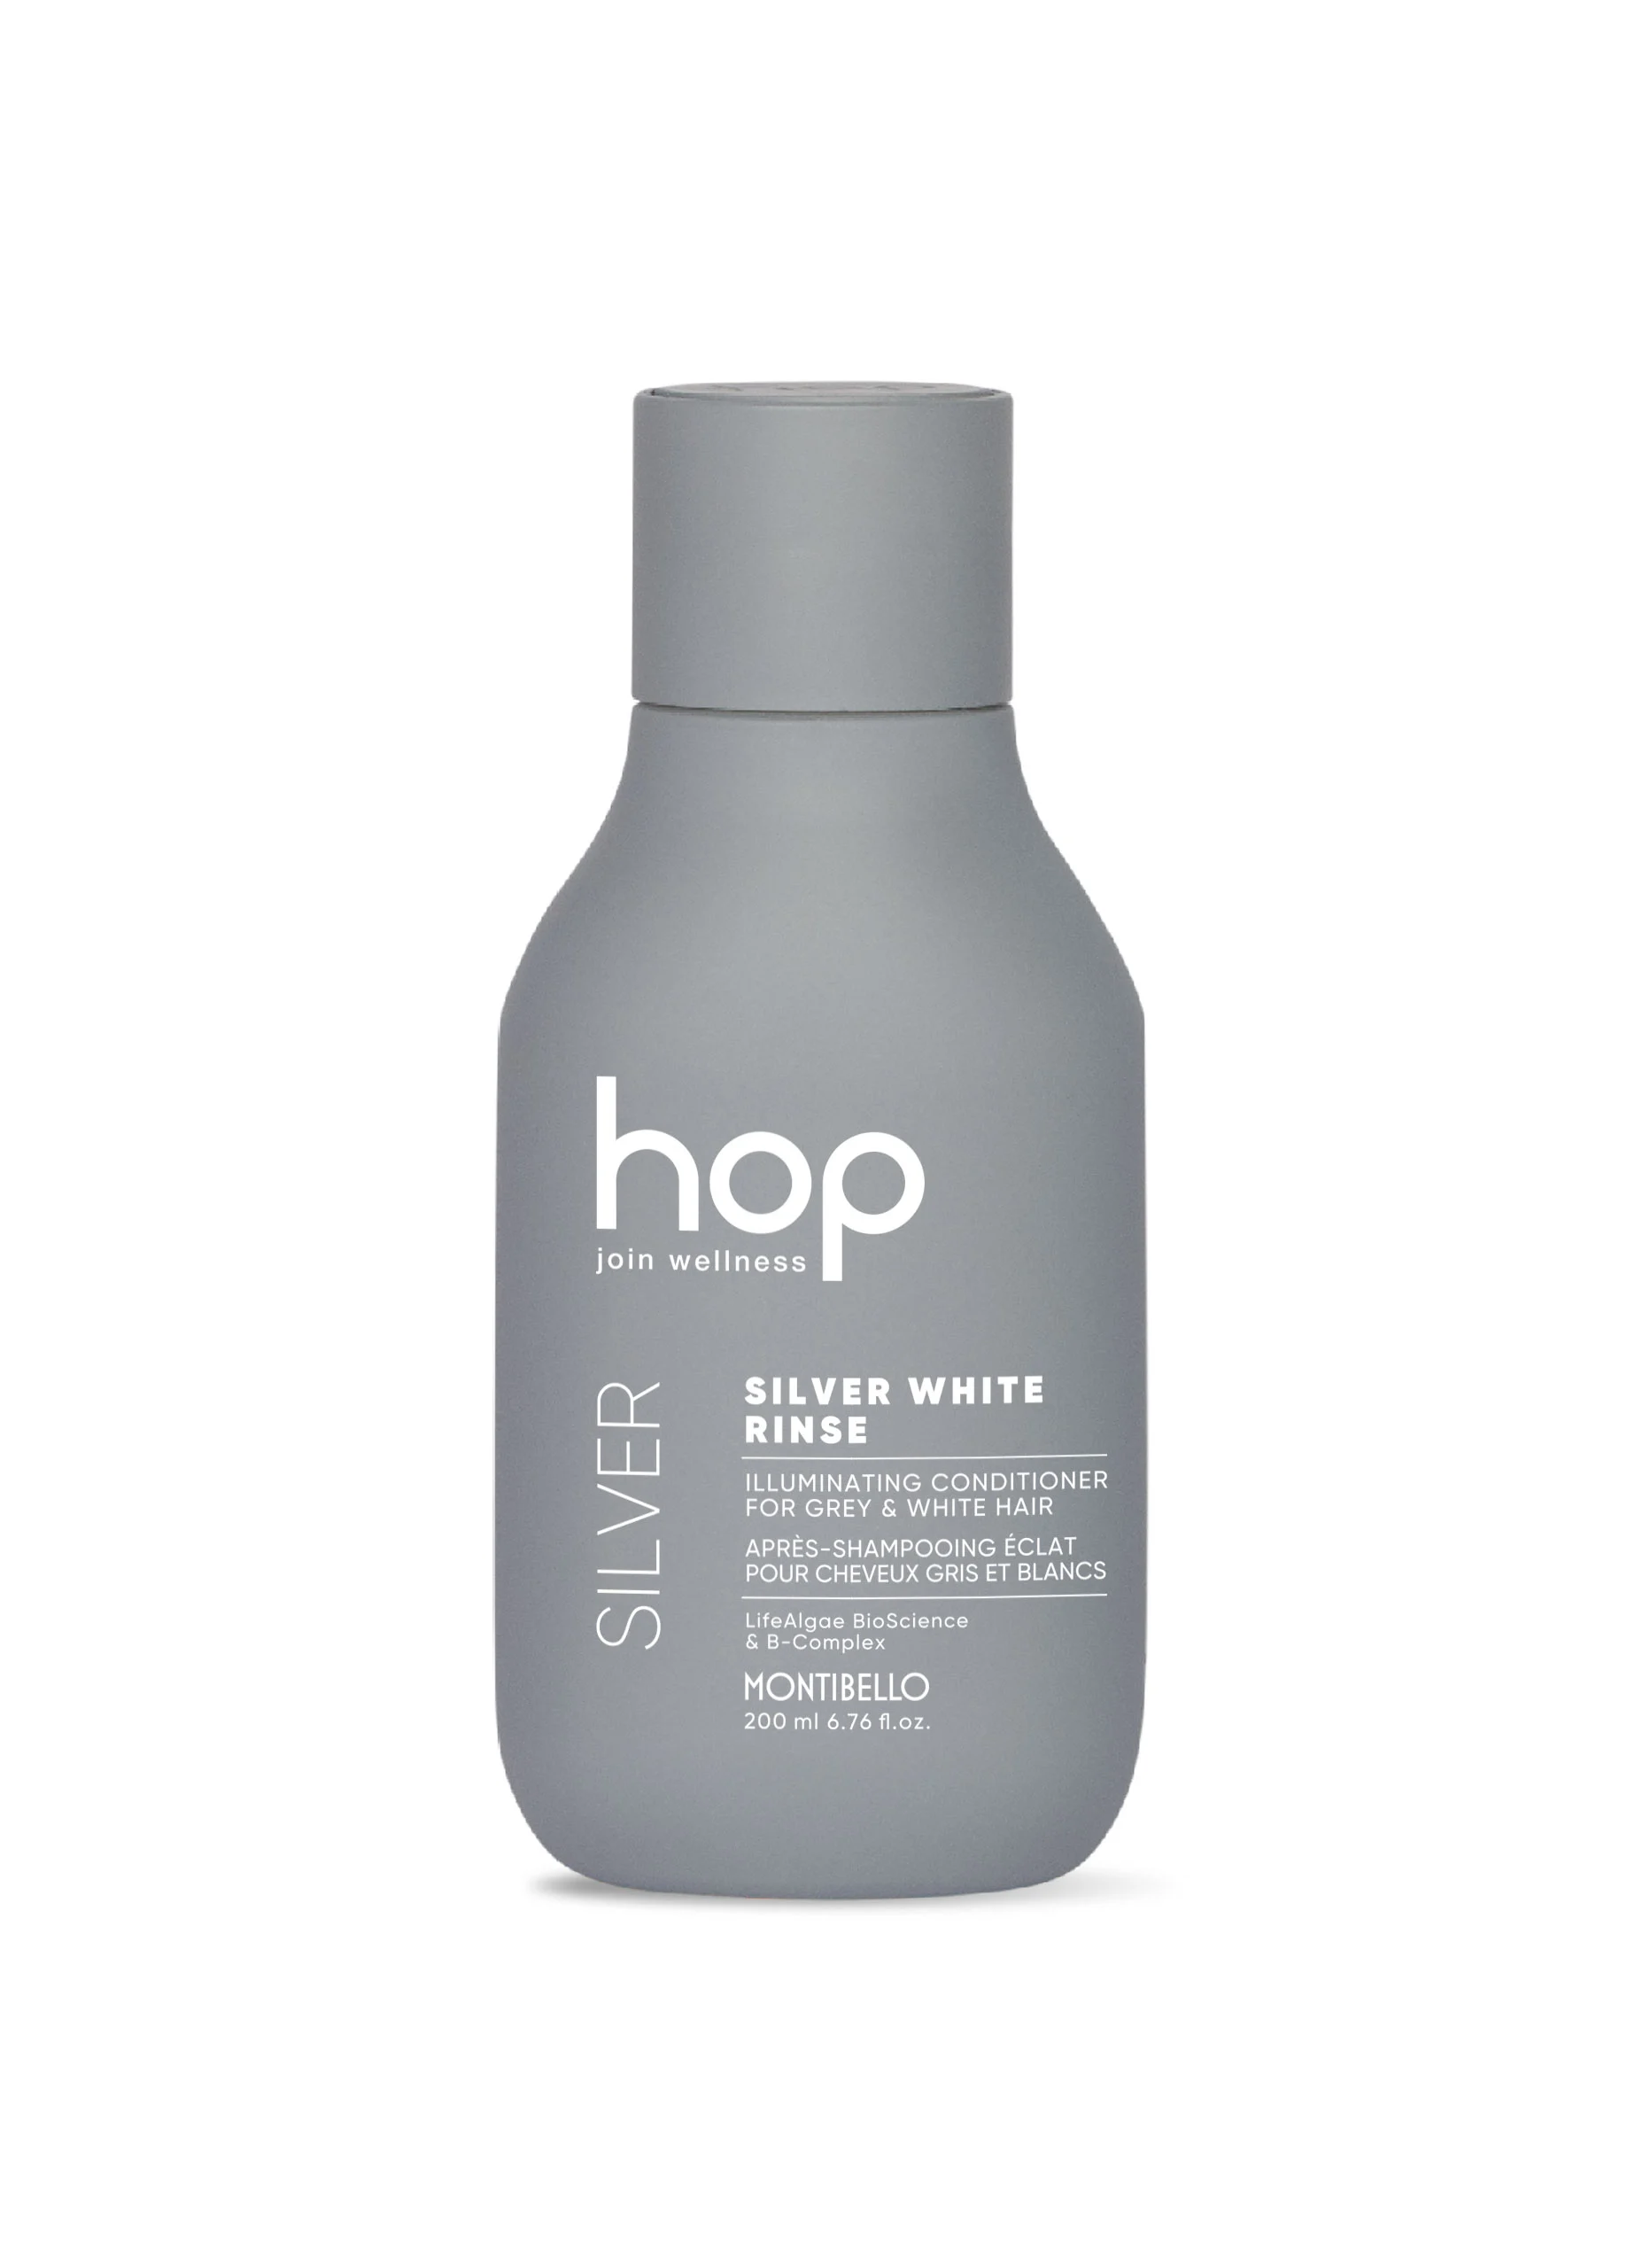 hop
join wellness
SILVER
SILVER WHITE
RINSE
ILLUMINATING CONDITIONER
FOR GREY & WHITE HAIR
APRÈS-SHAMPOOING ÉCLAT
POUR CHEVEUX GRIS ET BLANCS
LifeAlgae BioScience
& B-Complex
MONTIBELLO
200 ml 6.76 fl.oz.